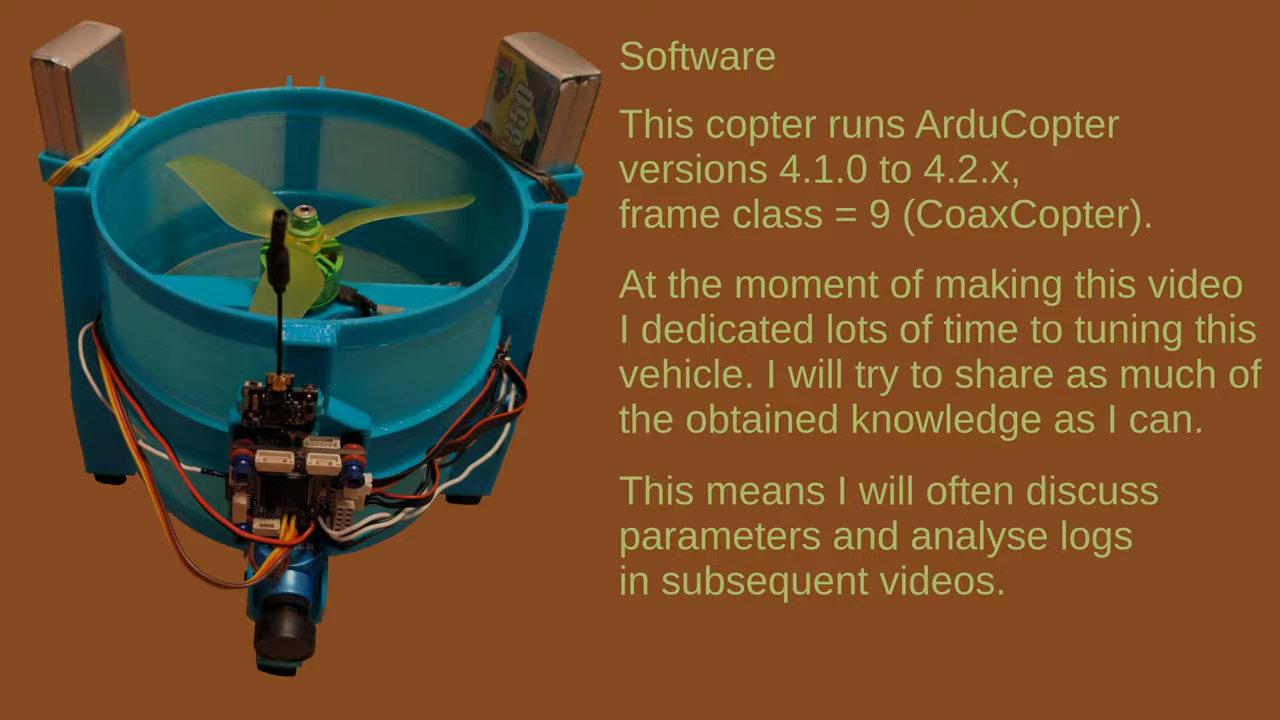 Software
This copter runs ArduCopter
versions 4.1.0 to 4.2.x,
frame class = 9 (CoaxCopter).
At the moment of making this video
I dedicated lots of time to tuning this
vehicle. I will try to share as much of
the obtained knowledge as I can.
This means I will often discuss
parameters and analyse logs
in subsequent videos.
350